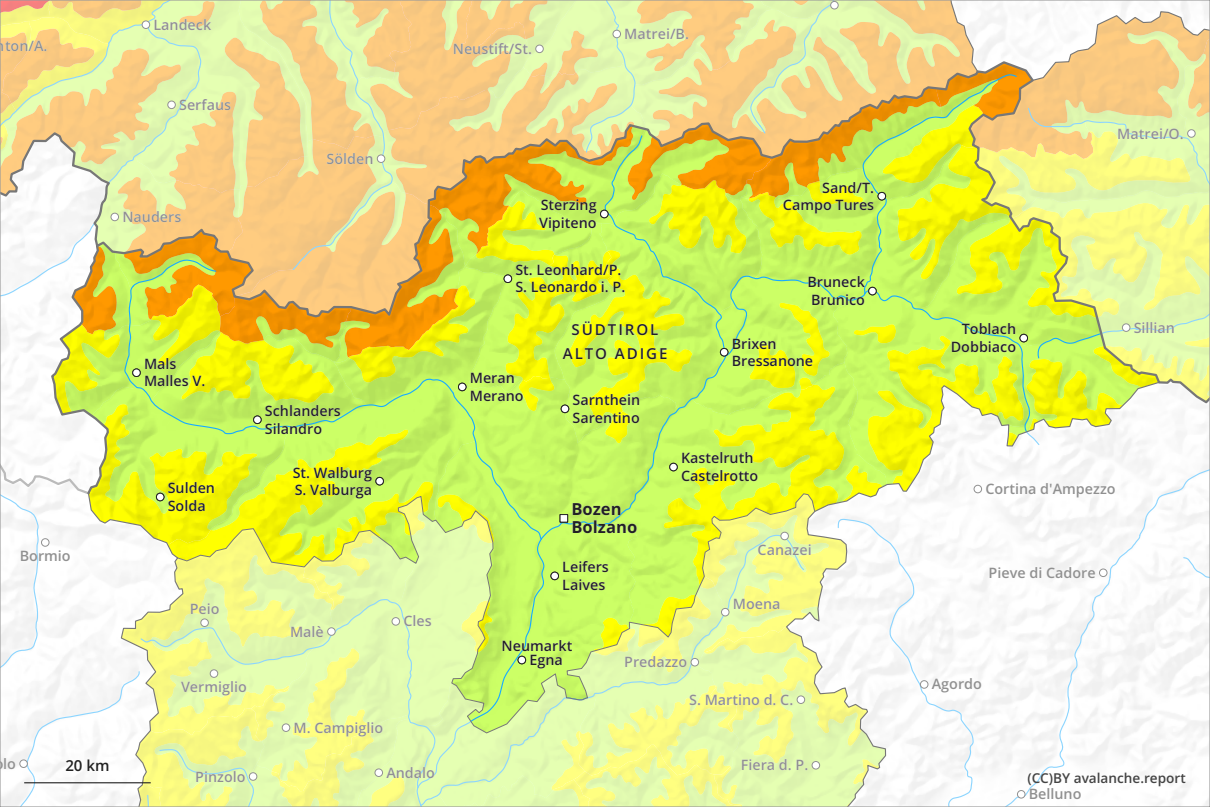 Landeck
nton/A.
Neustift/St.
Matrei/B.
Serfaus
Matrei/O.
Sölden
Nauders
Sand/T.
Campo Tures
Sterzing
Vipiteno
St. Leonhard/P.
S. Leonardo i. P.
Bruneck
Brunico
SÜDTIROL
ALTO ADIGE
Toblach
Dobbiaco
Sillian
Brixen
Bressanone
Mals
Malles V.
Meran
Merano
Sarnthein
Sarentino
Schlanders
Silandro
Kastelruth
Castelrotto
St. Walburg
S. Valburga
Sulden
Solda
Cortina d'Ampezzo
Bozen
Bolzano
Bormio
Canazei
Leifers
Laives
Pieve di Cadore
Peio
Moena
Cles
Malè
Neumarkt
Egna
Predazzo
Vermiglio
Agordo
S. Martino d. C.
M. Campiglio
olo
20 km
Fiera d. P.
Pinzolo
Andalo
(CC)BY avalanche.report
Belluno